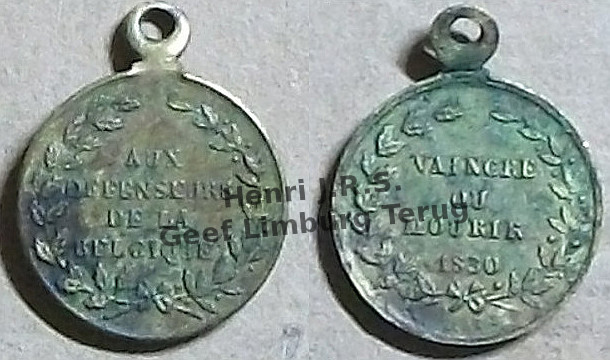 AUX
DEFENSEURS
DE LA
BELGIQUE
VAINCRE
OU
MOURIR
1830
Henri J.R.S.
Geef Limburg Terug